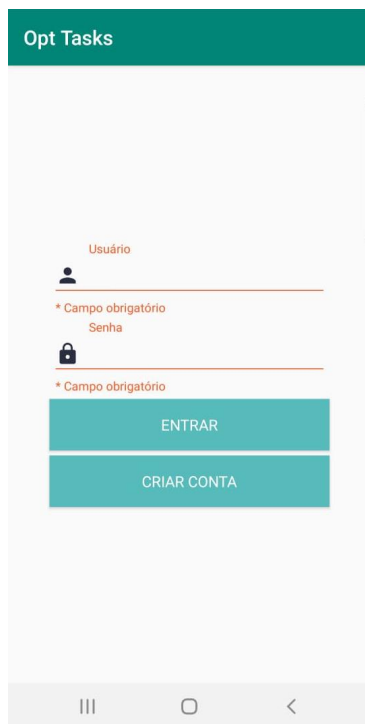 Opt Tasks
Usuário
* Campo obrigatório
Senha
* Campo obrigatório
ENTRAR
CRIAR CONTA